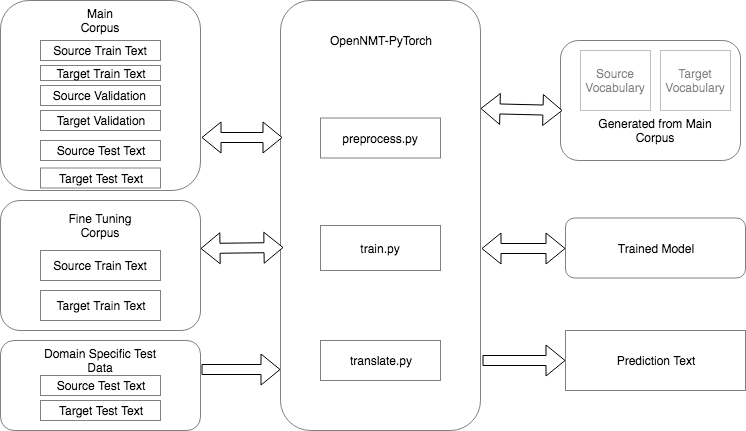 Main
Corpus
Source Train Text
Target Train Text
Source Validation
Target Validation
Source Test Text
Target Test Text
Fine Tuning
Corpus
Source Train Text
Target Train Text
Domain Specific Test
Data
Source Test Text
Target Test Text
OpenNMT-PyTorch
preprocess.py
train.py
translate.py
Source
Vocabulary
Target
Vocabulary
Generated from Main
Corpus
Trained Model
Prediction Text